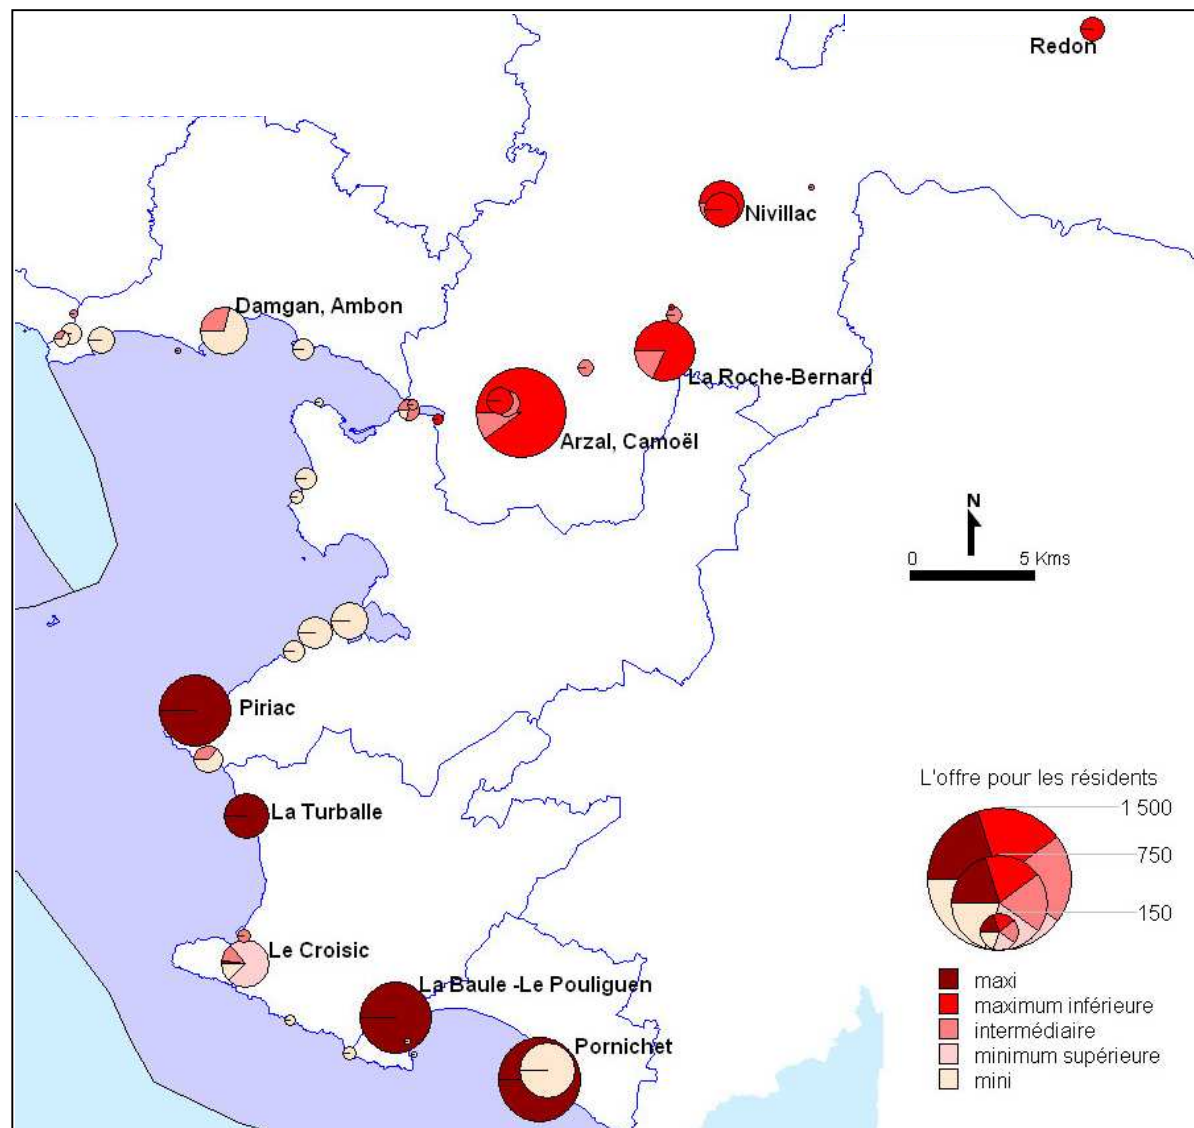 Redon
Nivillac
Damgan, Ambon
La Roche-Bernard
Arzal, Camoël
N
0 5 Kms
Piriac
L'offre pour les résidents
1 500
La Turballe
750
150
Le Croisic
La Baule -Le Pouliguen
maxi
maximum inférieure
intermédiaire
Pornichet
minimum supérieure
mini